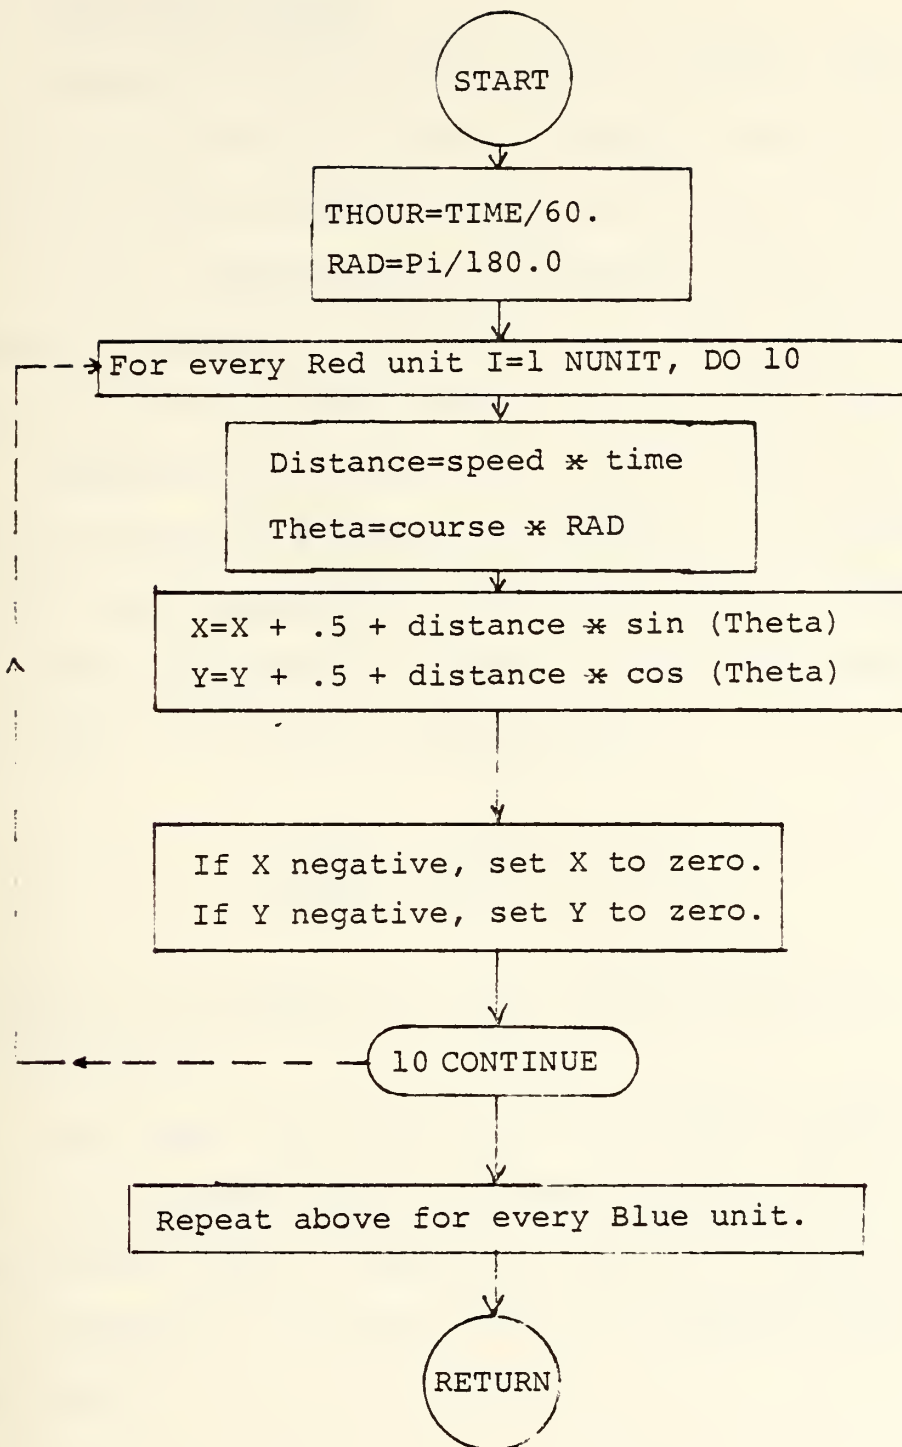 START
THOUR=TIME/60.
RAD=Pi/180.0
For every Red unit I=1 NUNIT, DO 10
Distance=speed * time
Theta=course * RAD
X=X + .5 + distance * sin (Theta)
Y=Y + .5 + distance * cos (Theta)
If X negative, set X to zero.
If Y negative, set Y to zero.
10 CONTINUE
Repeat above for every Blue unit.
RETURN